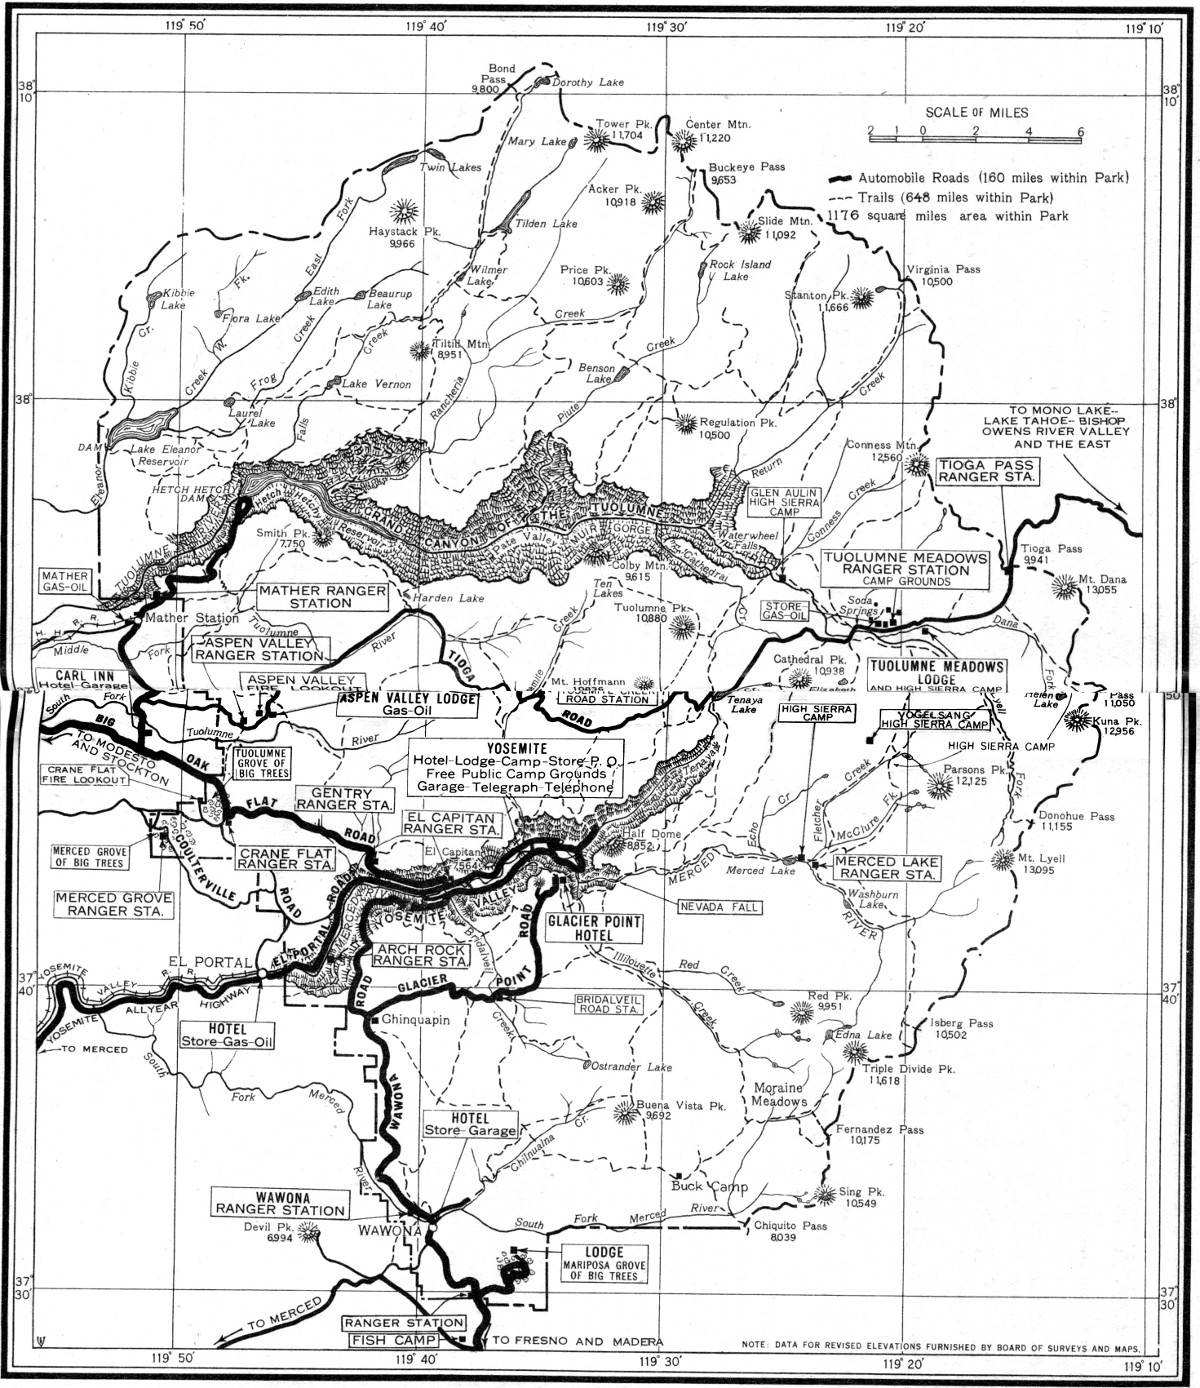 119° 50'
119° 40'
119° 30'
119° 20'
119° 10'
38° 10'
38° 10'
Bond
Pass
9,800
Dorothy Lake
SCALE OF MILES
2 1 0 2 4 6
Tower Pk.
11,704
Center Mtn.
11,220
Mary Lake
Twin Lakes
Buckeye Pass
9,653
Automobile Roads (160 miles within Park)
Trails (648 miles within Park)
1176 square miles area within Park
Acker Pk.
10,918
East Fork
Haystack Pk.
9,966
Tilden Lake
Slide Mtn.
11,092
Wilmer
Lake
Price Pk.
10,603
Rock Island
Lake
Virginia Pass
10,500
Stanton Pk.
11,666
Kibbie
Lake
Fk.
Edith
Lake
Beaurup
Lake
Flora Lake
Cr.
W.
Creek
Creek
Creek
Creek
Tiltill Mtn.
8,951
Kibbie
Creek
Frog
Lake Vernon
Rancheria
Benson
Lake
Piute
Creek
Laurel
Lake
Falls
Regulation Pk.
10,500
38°
38°
TO MONO LAKE--
LAKE TAHOE--BISHOP
OWENS RIVER VALLEY
AND THE EAST
DAM
Lake Eleanor
Reservoir
Conness Mtn.
12,560
TIOGA PASS
RANGER STA.
Eleanor
Return
HETCH HETCHY
DAM
Hetch Hetchy
Reservoir
GRAND CANYON OF THE TUOLUMNE
MUIR GORGE
Pate Valley
GLEN AULIN
HIGH SIERRA
CAMP
Conness Creek
Smith Pk.
7,750
Waterwheel
Falls
Cathedral
Cr.
TUOLUMNE RIVER
Colby Mtn.
9,615
TUOLUMNE MEADOWS
RANGER STATION
CAMP GROUNDS
Tioga Pass
9,941
MATHER
GAS-OIL
MATHER RANGER
STATION
Harden Lake
Ten
Lakes
Mt. Dana
13,055
Tuolumne Pk.
10,880
STORE-
GAS-OIL
Soda
Springs
Dana
Fork
H. H. R. R.
Mather Station
Middle
Fork
Tuolumne
River
ASPEN VALLEY
RANGER STATION
Creek
TIOGA
CARL INN
Hotel-Garage
ASPEN VALLEY
FIRE LOOKOUT
Mt. Hoffmann
Cathedral Pk.
10,938
Elizabeth
TUOLUMNE MEADOWS
LODGE
AND HIGH SIERRA CAMP
ROAD STATION
South
Fork
ASPEN VALLEY LODGE
Gas-Oil
ROAD
Tenaya
Lake
HIGH SIERRA
CAMP
VOGELSANG
HIGH SIERRA CAMP
Helen
Lake
Pass
11,050
Kuna Pk.
12,956
HIGH SIERRA CAMP
BIG
OAK
FLAT
ROAD
Tuolumne
River
TO MODESTO
AND STOCKTON
TUOLUMNE
GROVE OF
BIG TREES
YOSEMITE
Hotel-Lodge-Camp-Store-P.O.
Free Public Camp Grounds
Garage-Telegraph-Telephone
Tenaya
CRANE FLAT
FIRE LOOKOUT
Creek
Parsons Pk.
12,125
Fork
GENTRY
RANGER STA.
EL CAPITAN
RANGER STA.
Cr
Echo
Fletcher
McClure
Fk.
Donohue Pass
11,155
Half Dome
8,852
El Capitan
7,564
MERCED GROVE
OF BIG TREES
COULTERVILLE
ROAD
CRANE FLAT
RANGER STA.
MERCED
Merced Lake
MERCED LAKE
RANGER STA.
Mt. Lyell
13,095
MERCED GROVE
RANGER STA.
ROAD
MERCED
YOSEMITE VALLEY
NEVADA FALL
Washburn
Lake
RIVER
GLACIER POINT
HOTEL
ROAD
EL PORTAL
EL PORTAL
ARCH ROCK
RANGER STA.
Bridalveil
Illilouette
Creek
Red
Creek
YOSEMITE VALLEY R. R.
37° 40'
40'
ROAD
GLACIER
POINT
BRIDALVEIL
ROAD STA.
Red Pk.
9,951
YOSEMITE ALLYEAR HIGHWAY
HOTEL
Store-Gas-Oil
Chinquapin
Creek
Isberg Pass
10,502
Edna Lake
TO MERCED
Ostrander Lake
Triple Divide Pk.
11,618
South
Fork
Merced
River
WAWONA
Moraine
Meadows
Buena Vista Pk.
9,692
HOTEL
Store-Garage
Chilnualna
Cr.
Fernandez Pass
10,175
Buck Camp
Sing Pk.
10,549
WAWONA
RANGER STATION
Devil Pk.
6,994
WAWONA
South
Fork
Merced
River
Chiquito Pass
8,039
LODGE
MARIPOSA GROVE
OF BIG TREES
37° 30'
37° 30'
TO MERCED
RANGER STATION
FISH CAMP
TO FRESNO AND MADERA
NOTE: DATA FOR REVISED ELEVATIONS FURNISHED BY BOARD OF SURVEYS AND MAPS.
119° 50'
119° 40'
119° 30'
119° 20'
119° 10'